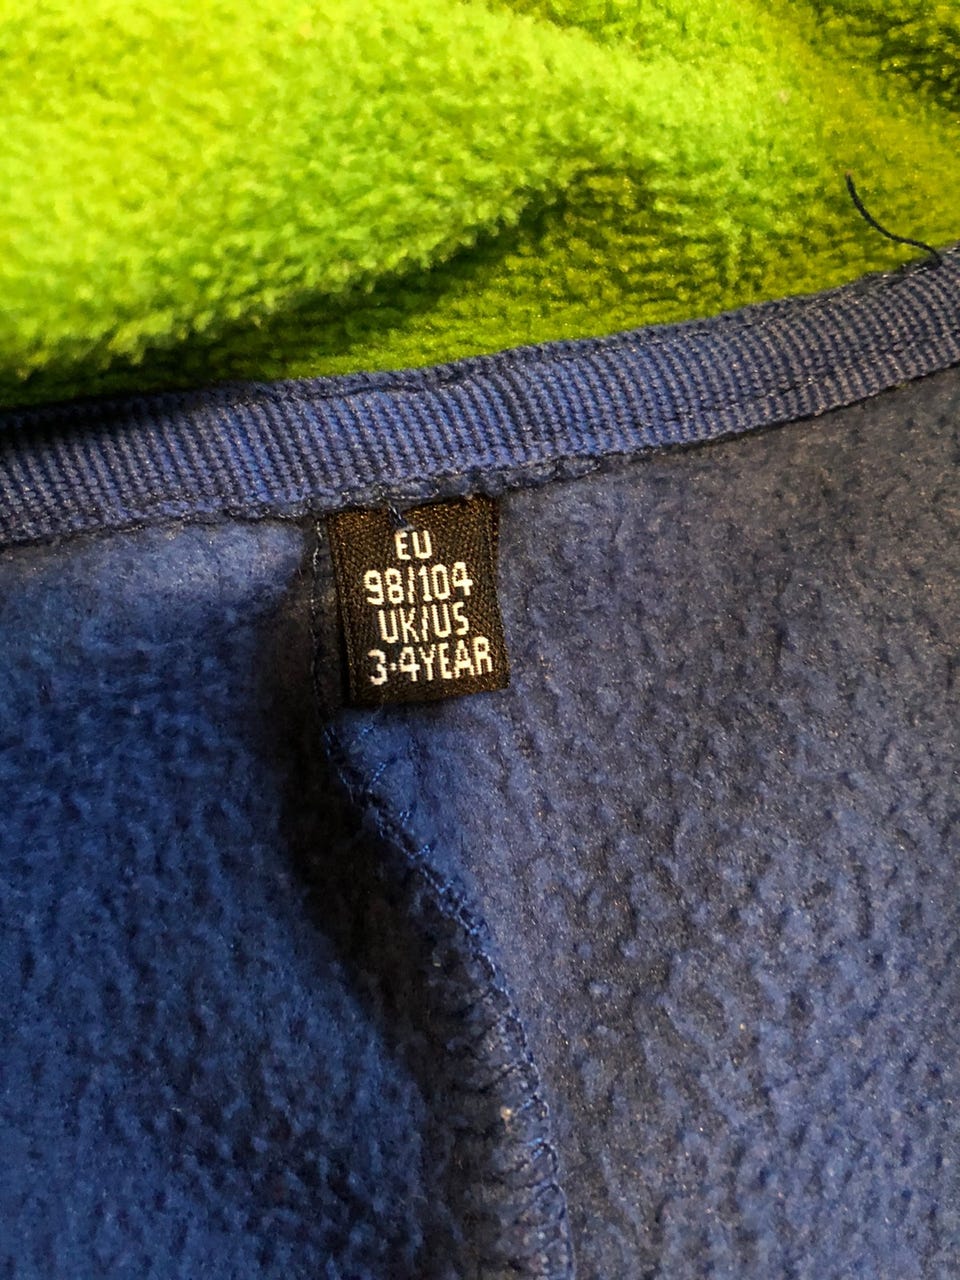 EU
98/104
UK/US
3-4YEAR